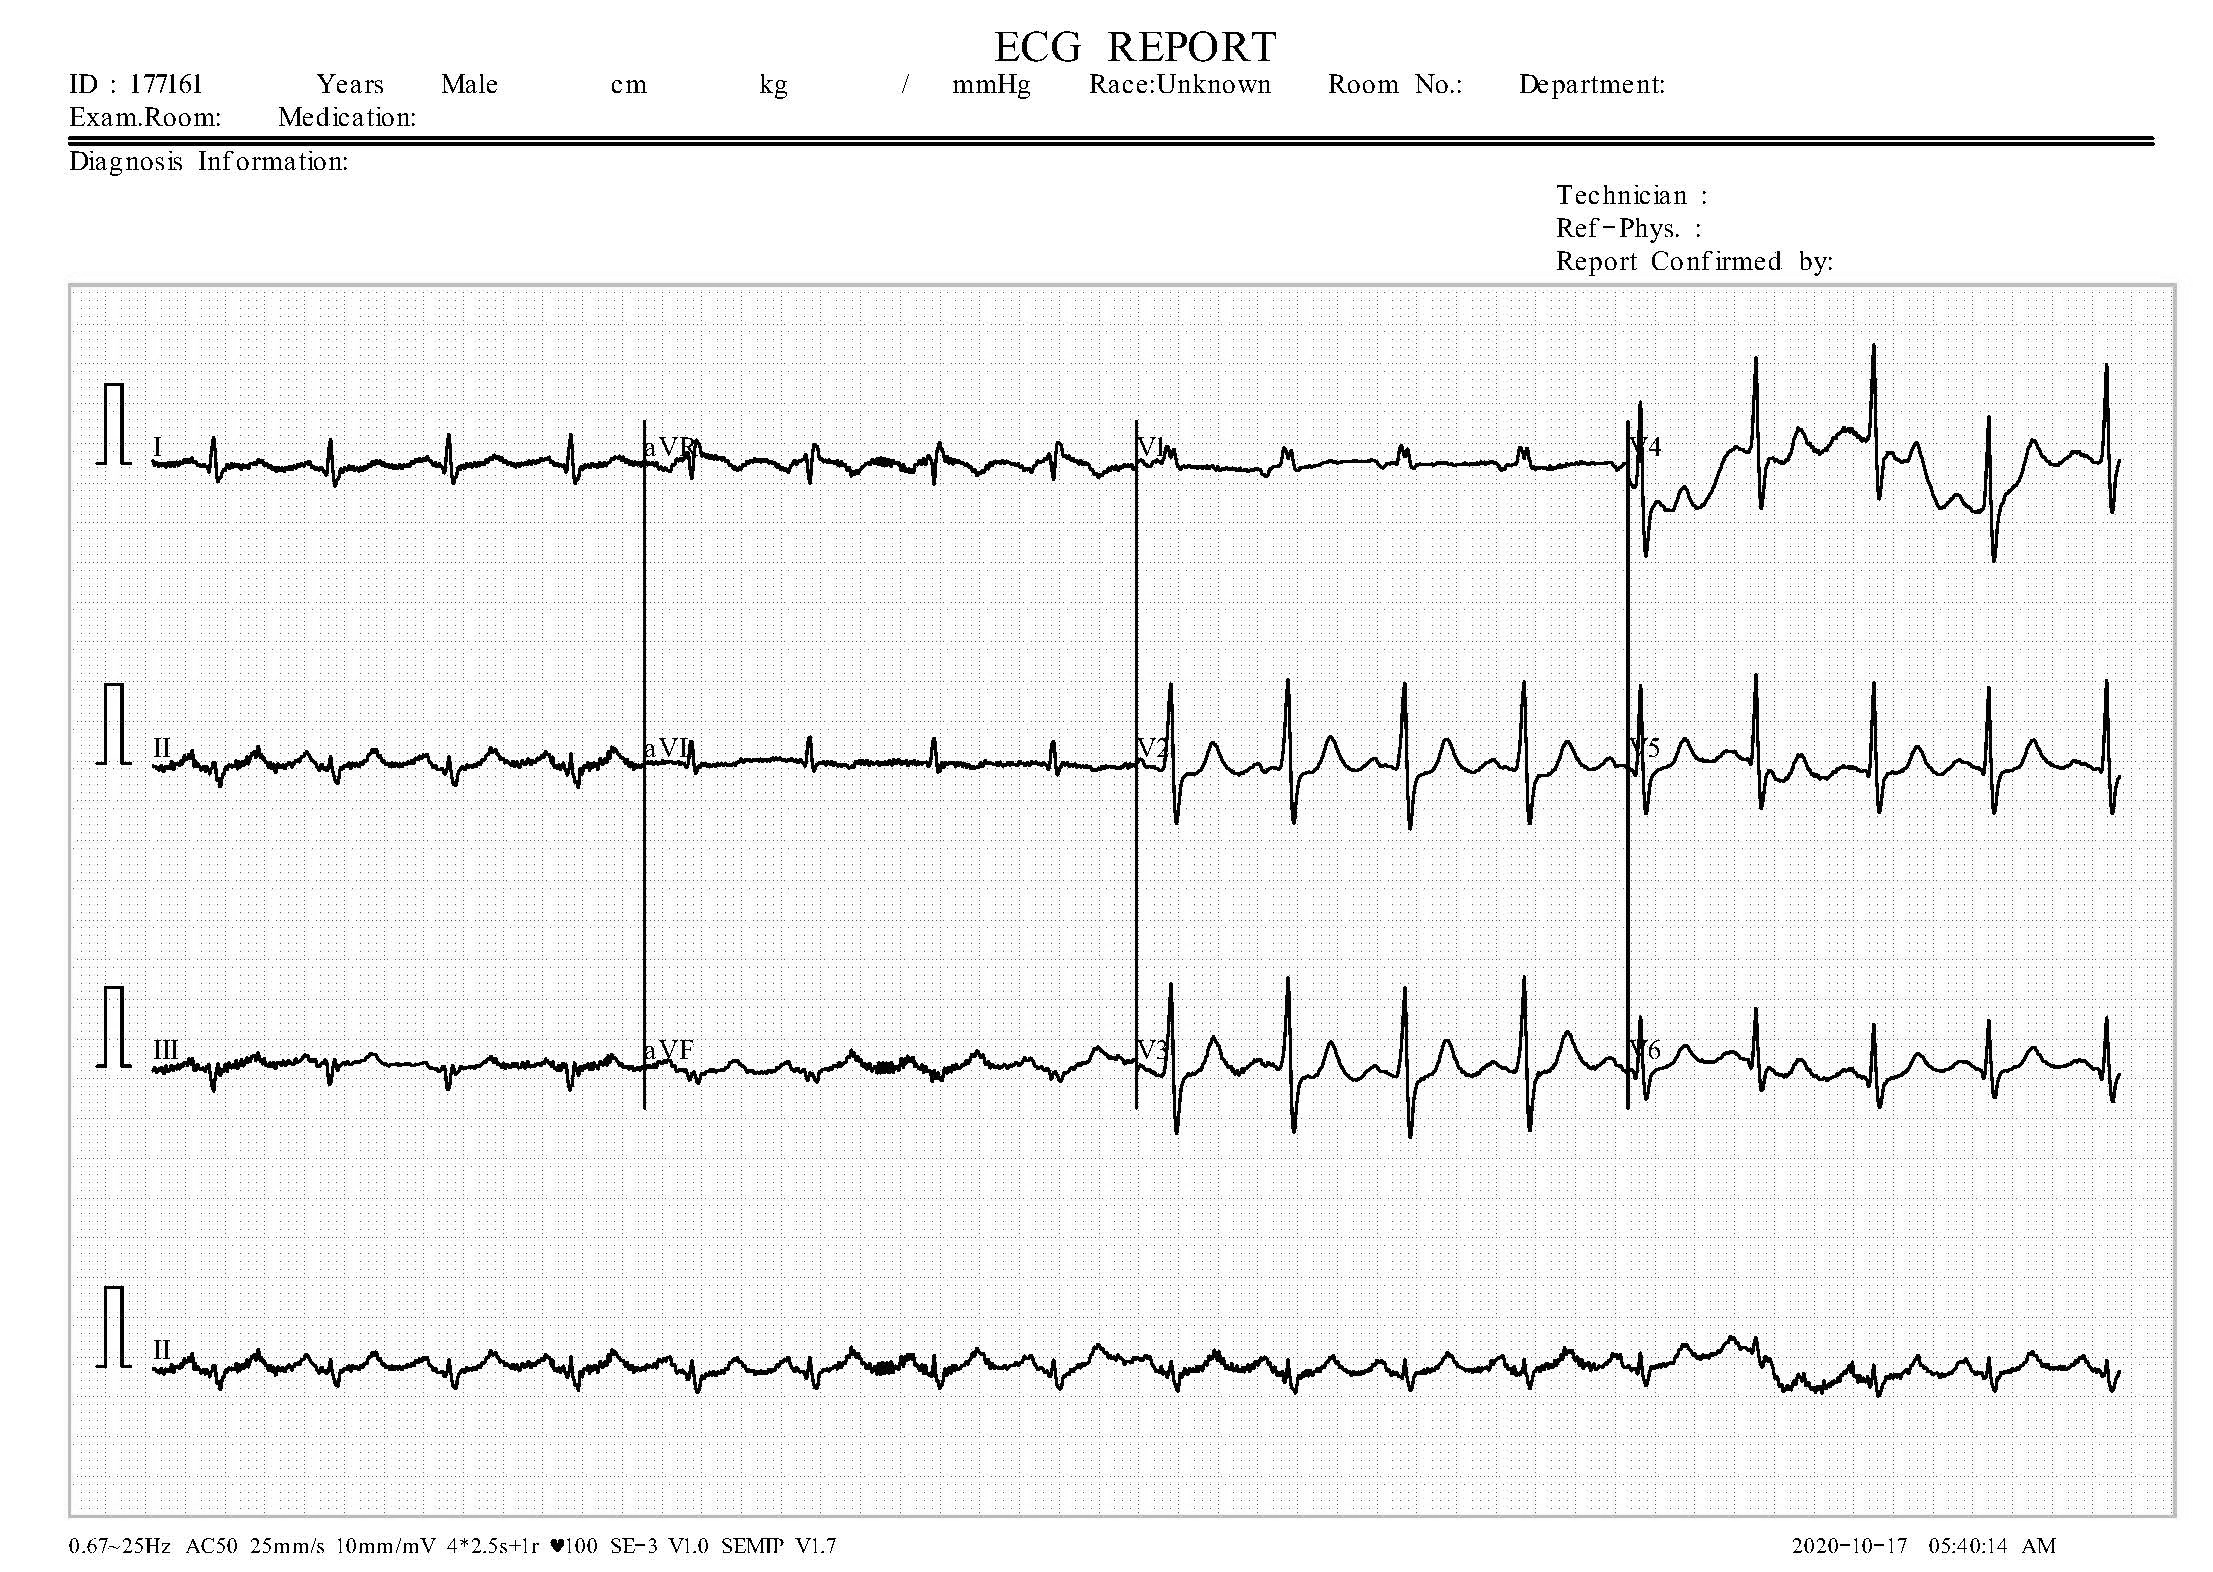 ECG REPORT
ID : 177161 Years Male cm kg / mmHg Race:Unknown Room No.: Department:
Exam.Room: Medication:
Diagnosis Information:
Technician :
Ref-Phys. :
Report Confirmed by:
I aVR V1 V4
II aVL V2 V5
III aVF V3 V6
II
0.67~25Hz AC50 25mm/s 10mm/mV 4*2.5s+1r ♥100 SE-3 V1.0 SEMIP V1.7 2020-10-17 05:40:14 AM